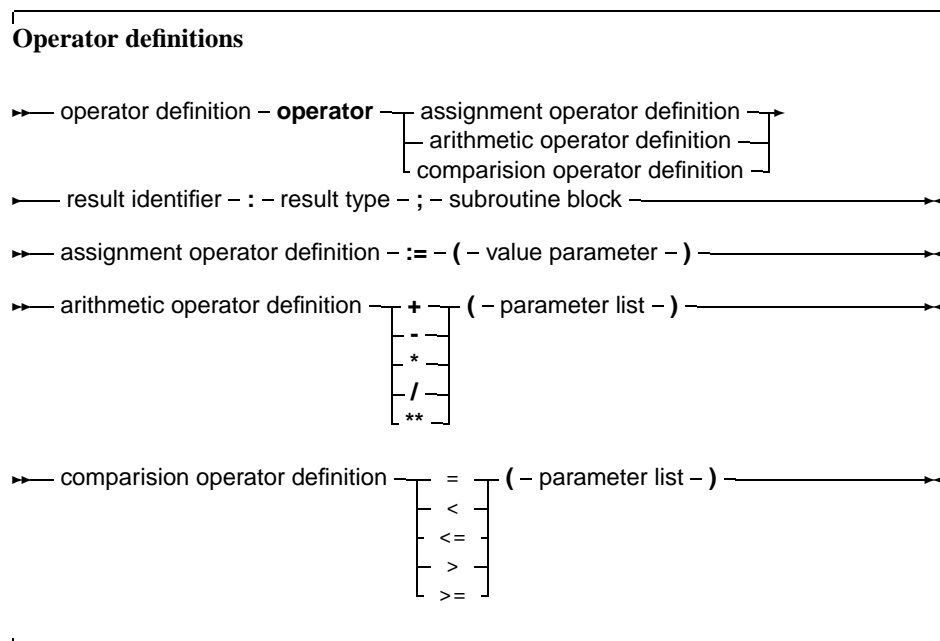 Operator definitions
operator definition – operator assignment operator definition
arithmetic operator definition
comparision operator definition
result identifier – : – result type – ; – subroutine block
assignment operator definition – := – ( – value parameter – )
arithmetic operator definition + ( – parameter list – )
-
*
/
**
comparision operator definition = ( – parameter list – )
<
<=
>
>=